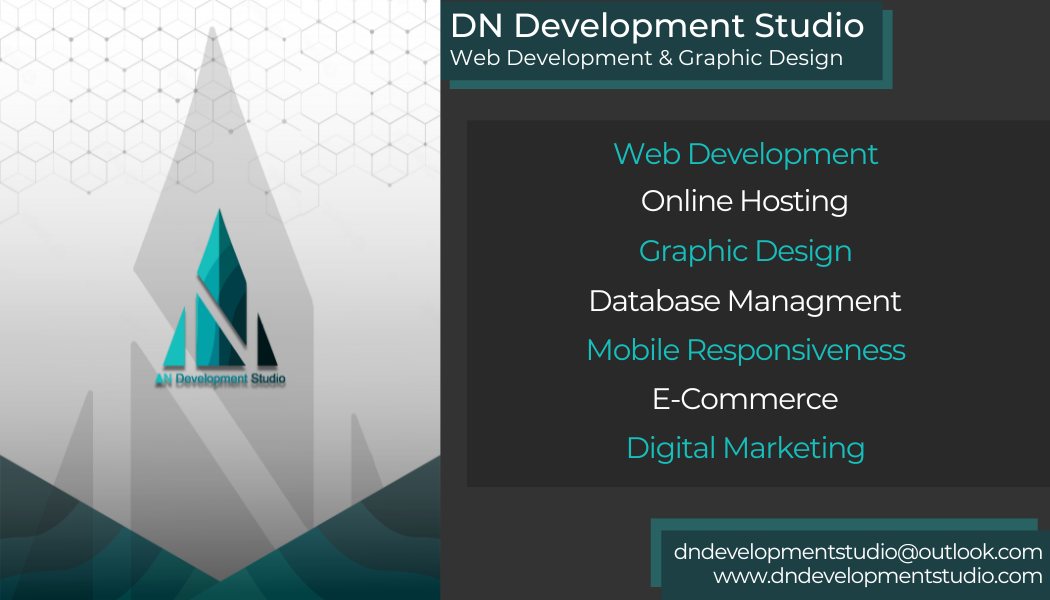 DN Development Studio
Web Development & Graphic Design
AN Development Studio
Web Development
Online Hosting
Graphic Design
Database Managment
Mobile Responsiveness
E-Commerce
Digital Marketing
dndevelopmentstudio@outlook.com
www.dndevelopmentstudio.com